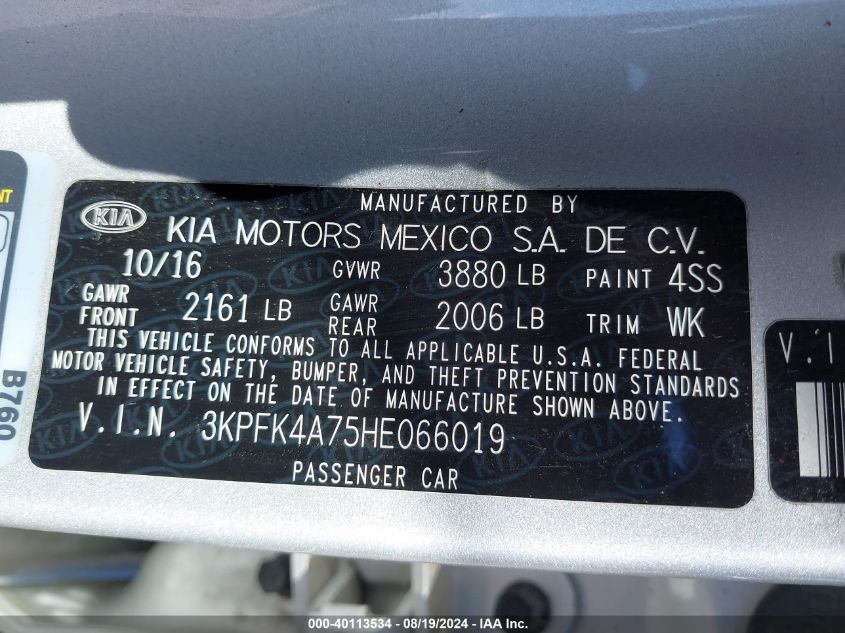 MANUFACTURED BY
KIA KIA MOTORS MEXICO S.A. DE C.V.
10/16 GVWR 3880 LB PAINT 4SS
GAWR FRONT 2161 LB GAWR REAR 2006 LB TRIM WK
THIS VEHICLE CONFORMS TO ALL APPLICABLE U.S.A. FEDERAL
MOTOR VEHICLE SAFETY, BUMPER, AND THEFT PREVENTION STANDARDS
IN EFFECT ON THE DATE OF MANUFACTURE SHOWN ABOVE.
V.I.N. 3KPFK4A75HE066019
PASSENGER CAR
B760
NT
V.I
000-40113534 - 08/19/2024 - IAA, Inc.